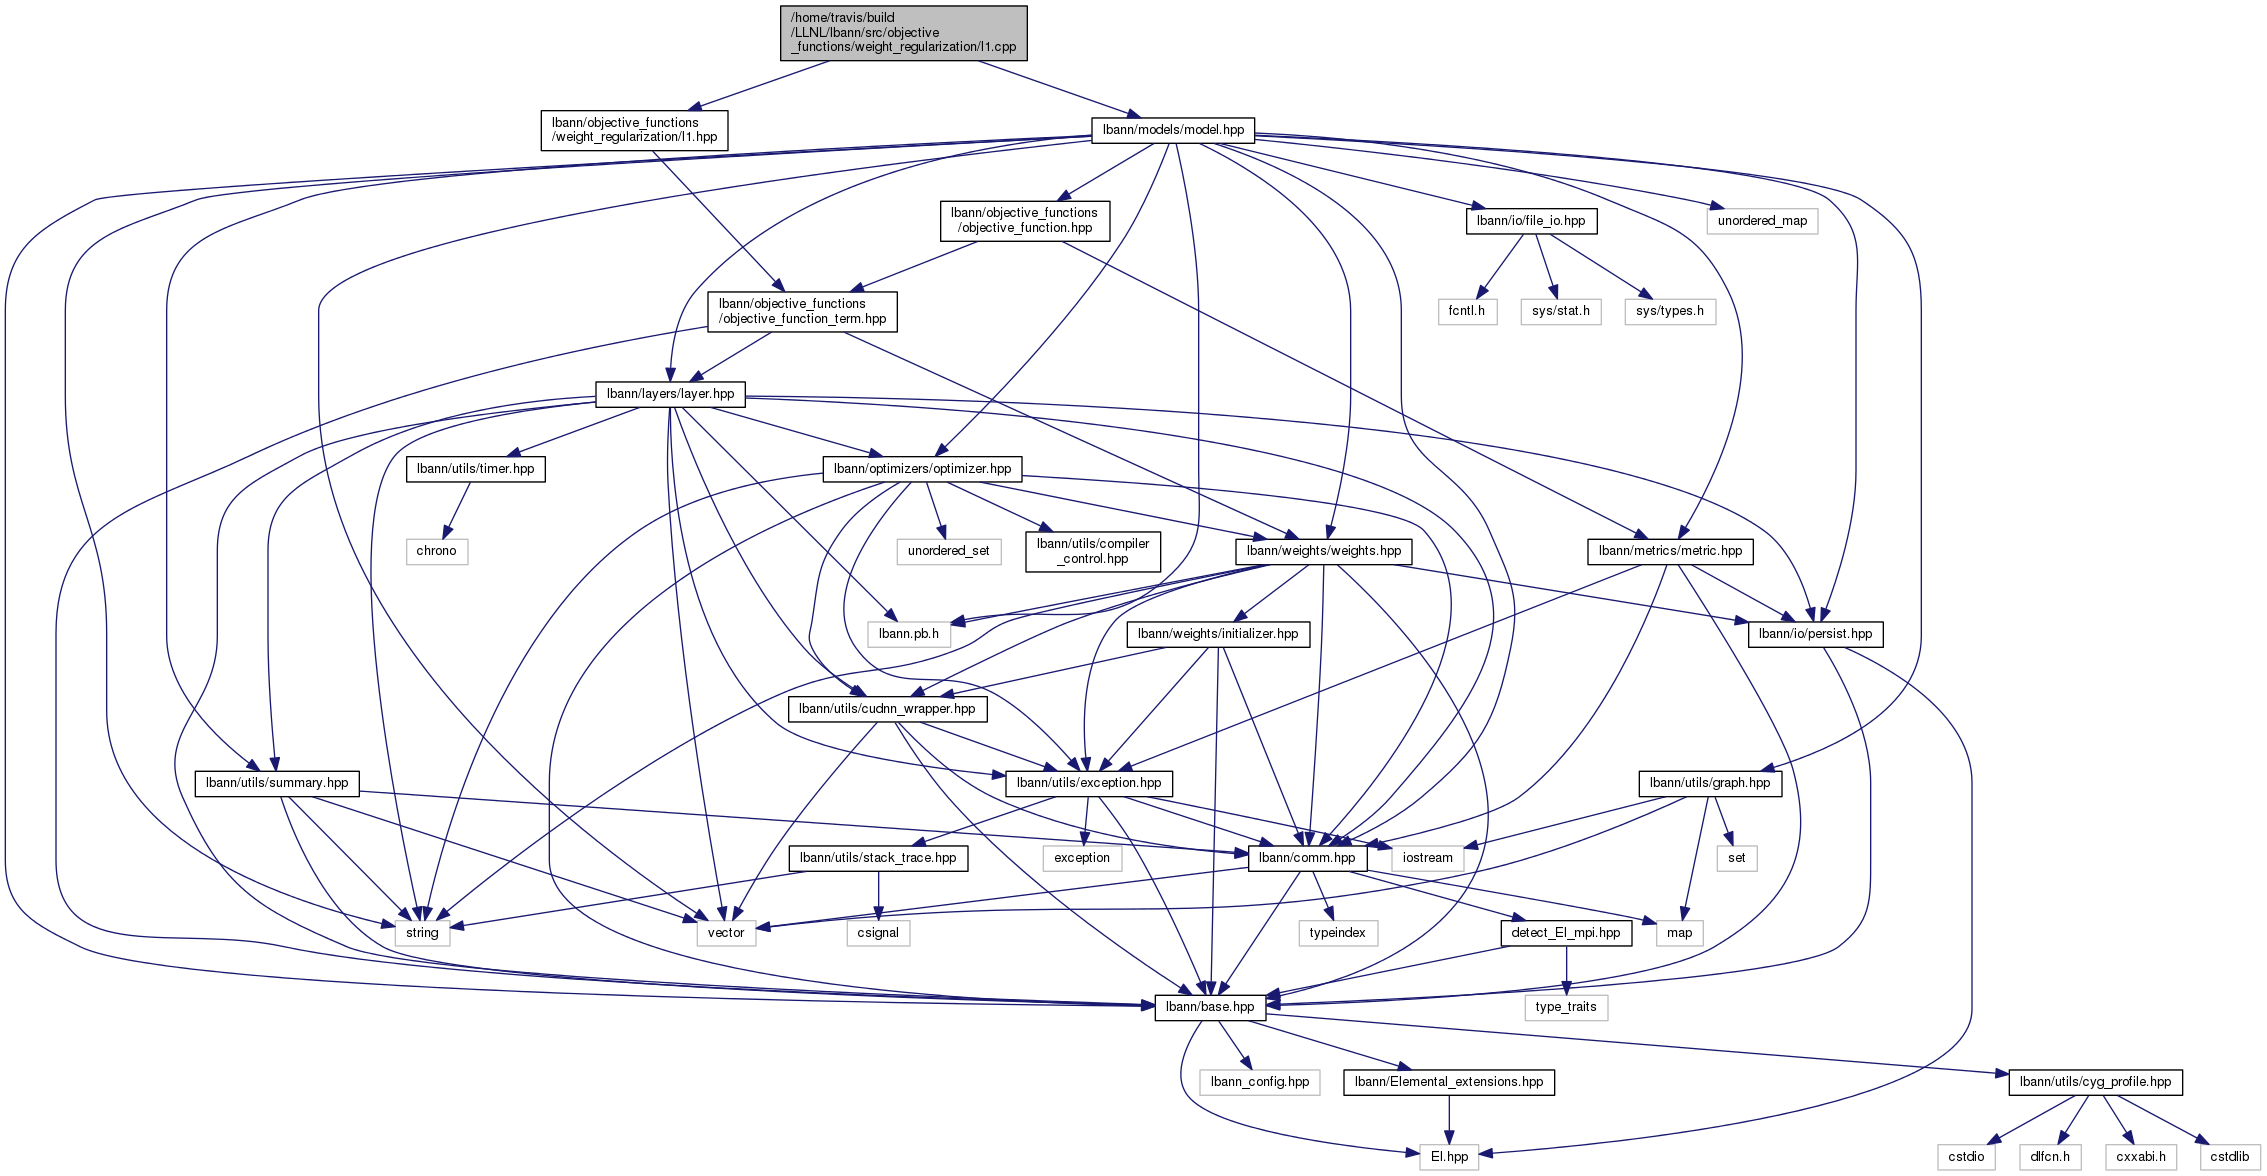 /home/travis/build
/LLNL/lbann/src/objective
_functions/weight_regularization/l1.cpp
lbann/objective_functions
/weight_regularization/l1.hpp
lbann/models/model.hpp
lbann/objective_functions
/objective_function.hpp
lbann/io/file_io.hpp
unordered_map
lbann/objective_functions
/objective_function_term.hpp
fcntl.h
sys/stat.h
sys/types.h
lbann/layers/layer.hpp
lbann/utils/timer.hpp
lbann/optimizers/optimizer.hpp
chrono
unordered_set
lbann/utils/compiler
_control.hpp
lbann/weights/weights.hpp
lbann/metrics/metric.hpp
lbann.pb.h
lbann/weights/initializer.hpp
lbann/io/persist.hpp
lbann/utils/cudnn_wrapper.hpp
lbann/utils/summary.hpp
lbann/utils/exception.hpp
lbann/utils/graph.hpp
lbann/utils/stack_trace.hpp
exception
lbann/comm.hpp
iostream
set
string
vector
csignal
typeindex
detect_El_mpi.hpp
map
lbann/base.hpp
type_traits
lbann_config.hpp
lbann/Elemental_extensions.hpp
lbann/utils/cyg_profile.hpp
El.hpp
cstdio
dlfcn.h
cxxabi.h
cstdlib